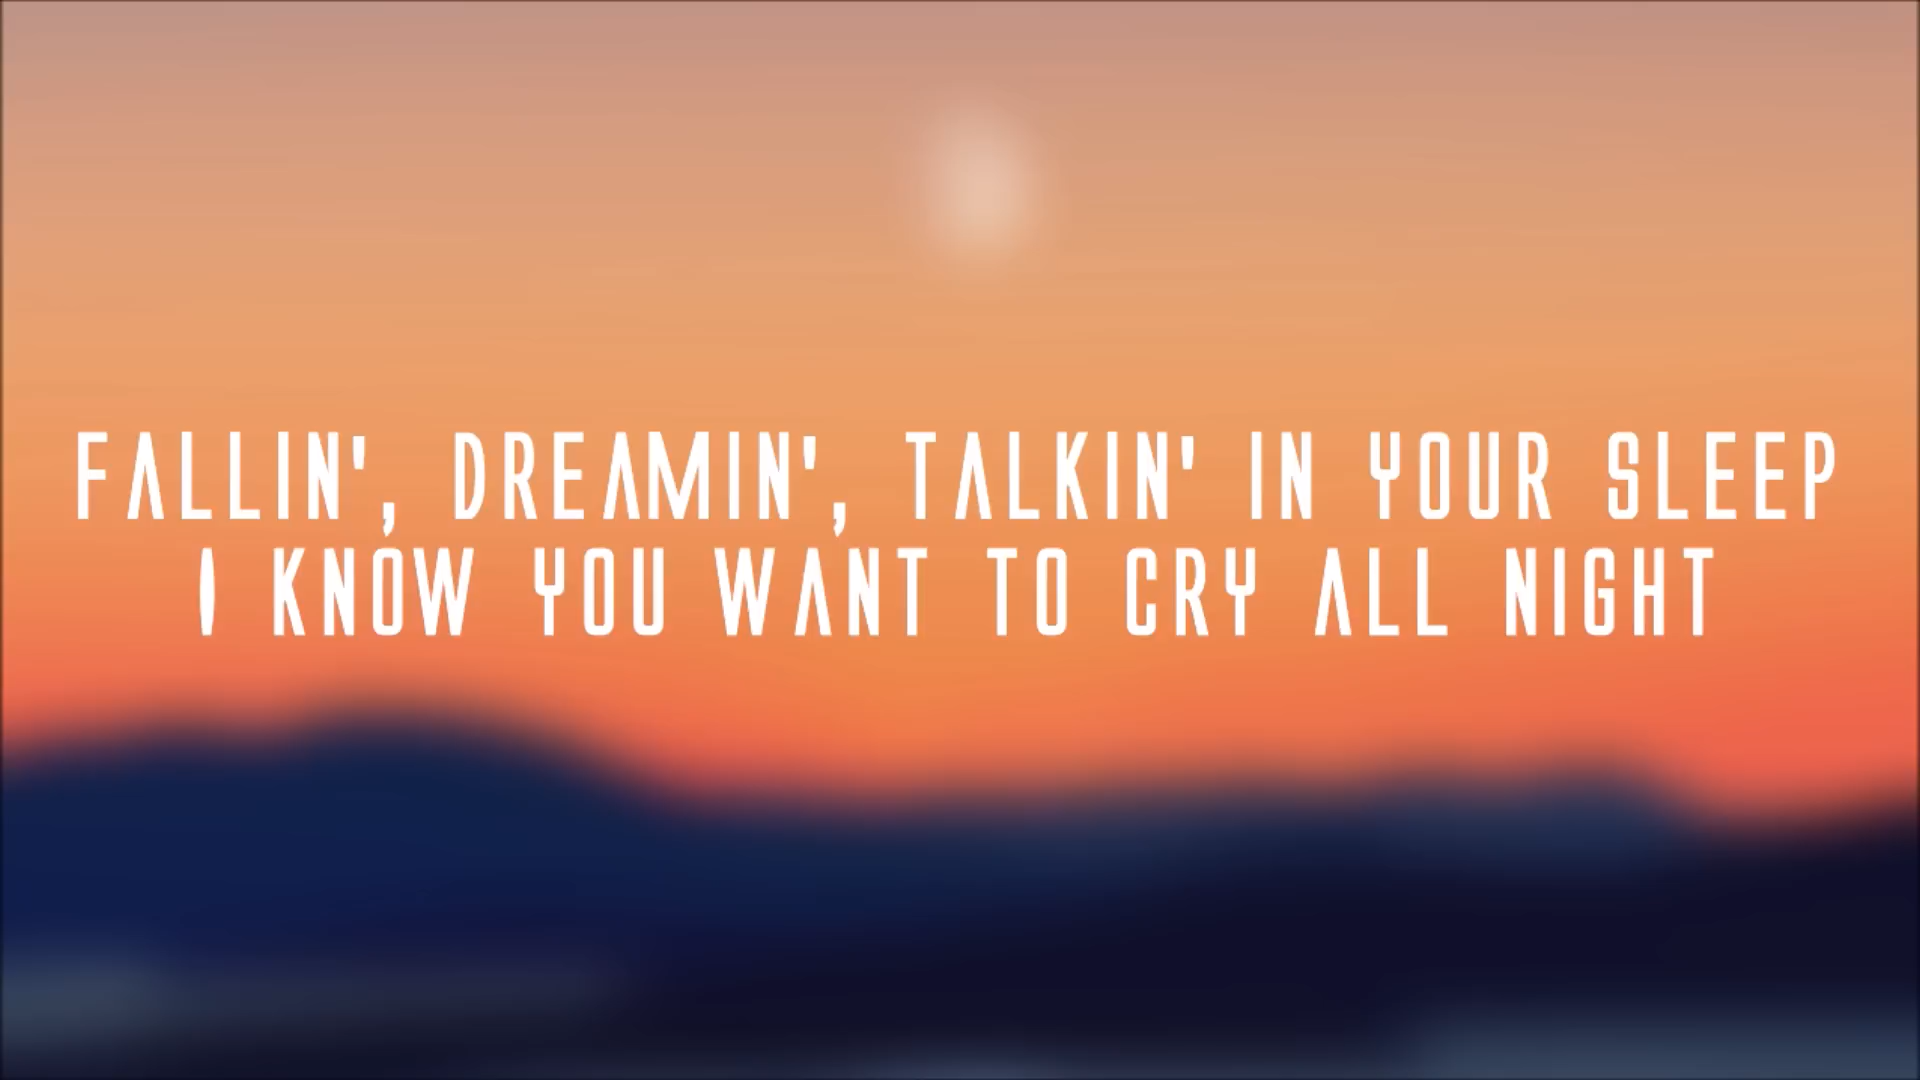 FALLIN', DREAMIN', TALKIN' IN YOUR SLEEP
I KNOW YOU WANT TO CRY ALL NIGHT